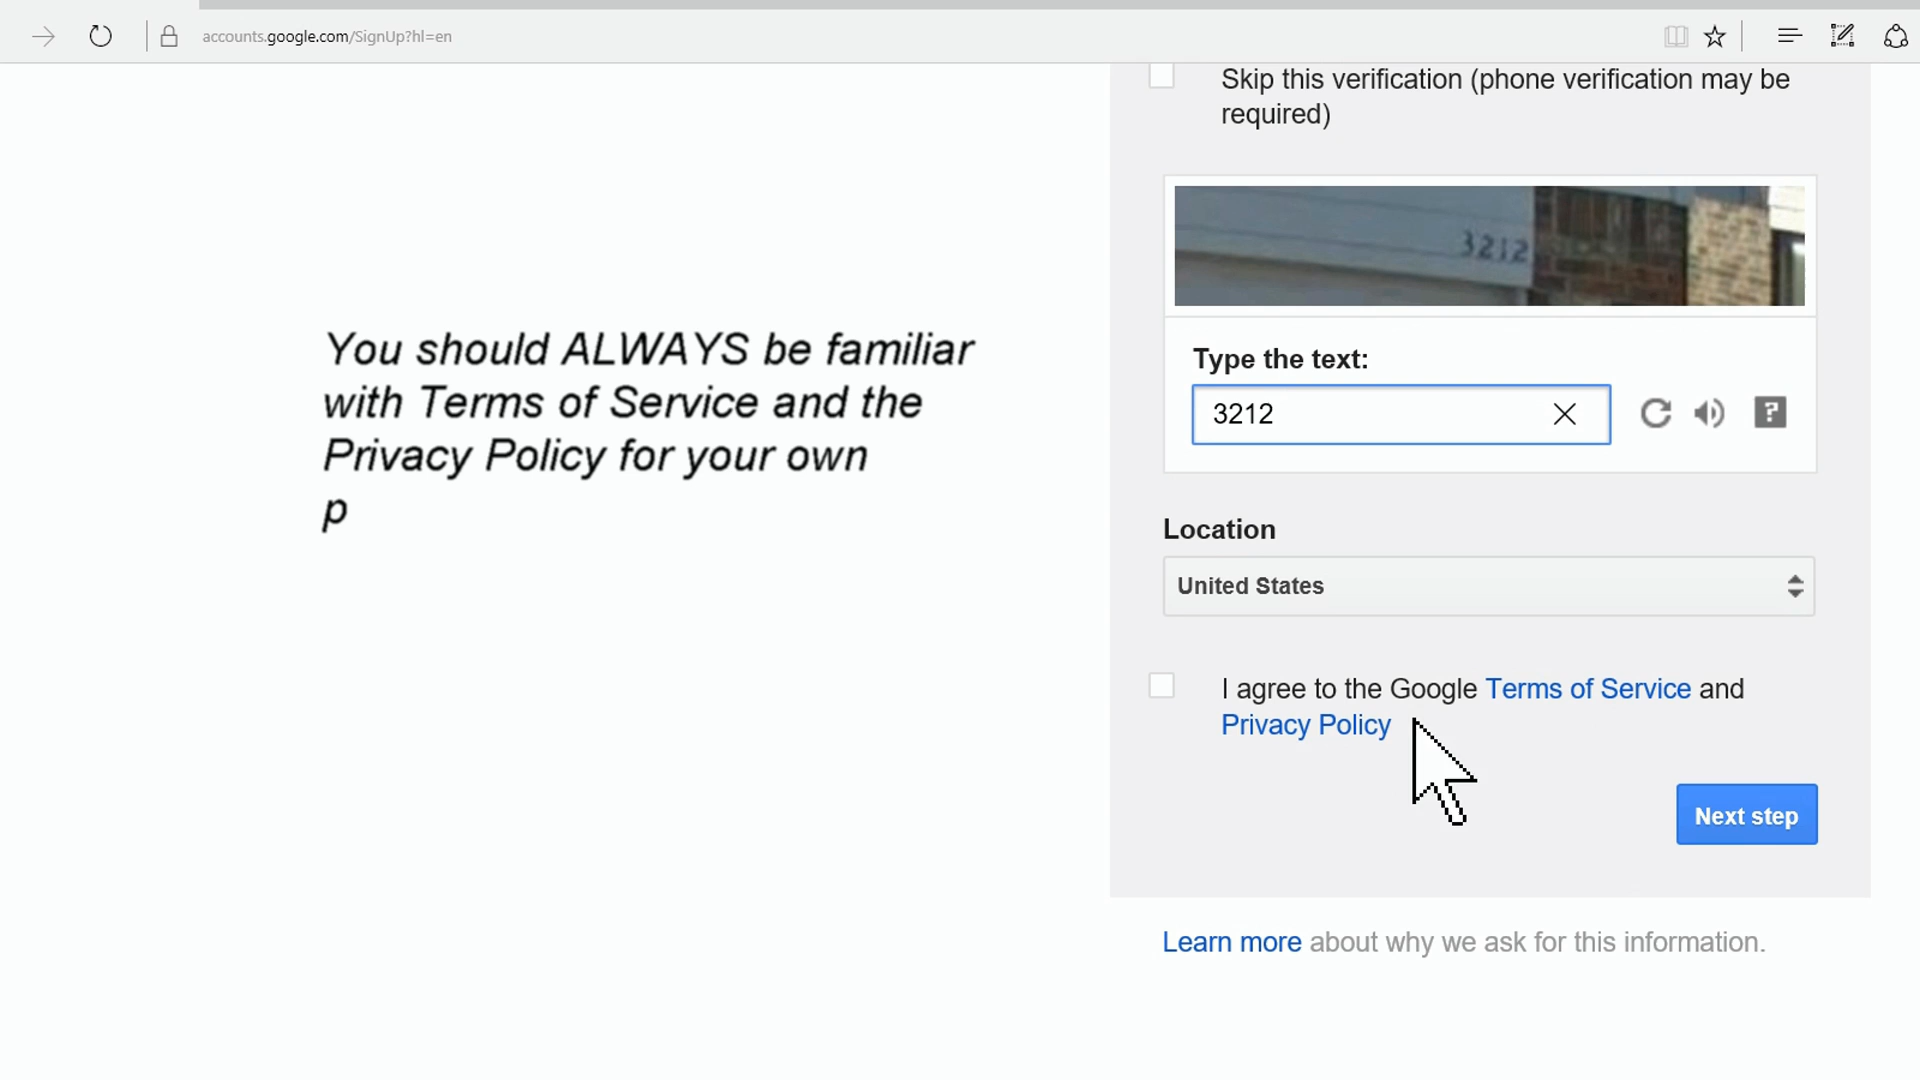 accounts.google.com/SignUp?hl=en
Skip this verification (phone verification may be
required)
3212
Type the text:
3212
You should ALWAYS be familiar
with Terms of Service and the
Privacy Policy for your own
p
Location
United States
I agree to the Google Terms of Service and
Privacy Policy
Next step
Learn more about why we ask for this information.